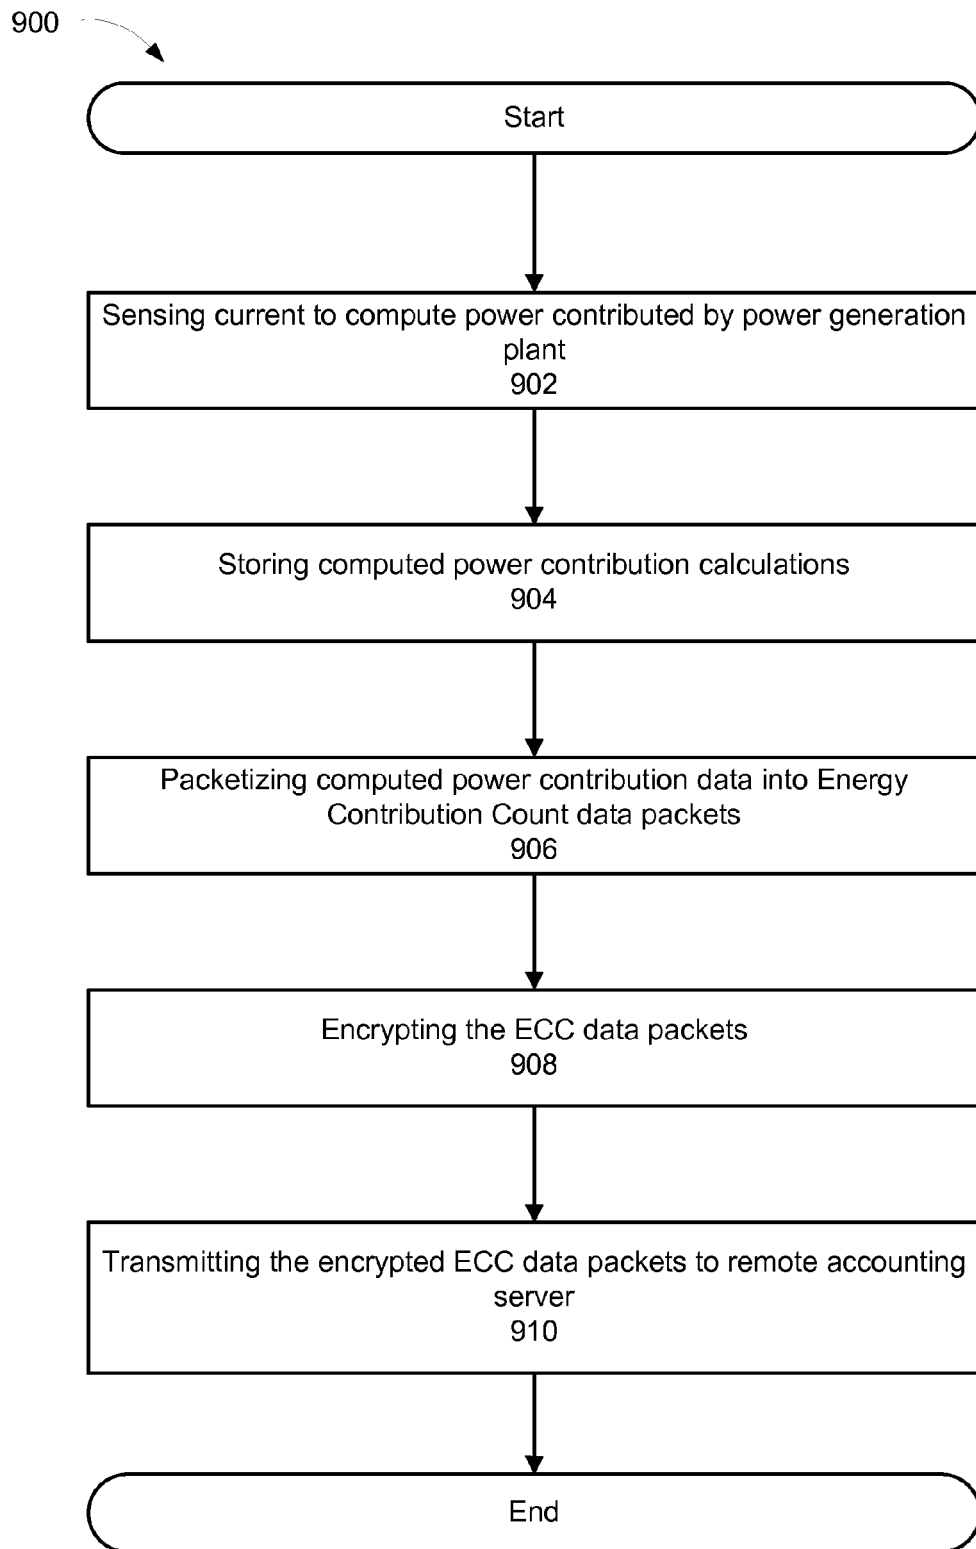 900
Start
Sensing current to compute power contributed by power generation
plant
902
Storing computed power contribution calculations
904
Packetizing computed power contribution data into Energy
Contribution Count data packets
906
Encrypting the ECC data packets
908
Transmitting the encrypted ECC data packets to remote accounting
server
910
End